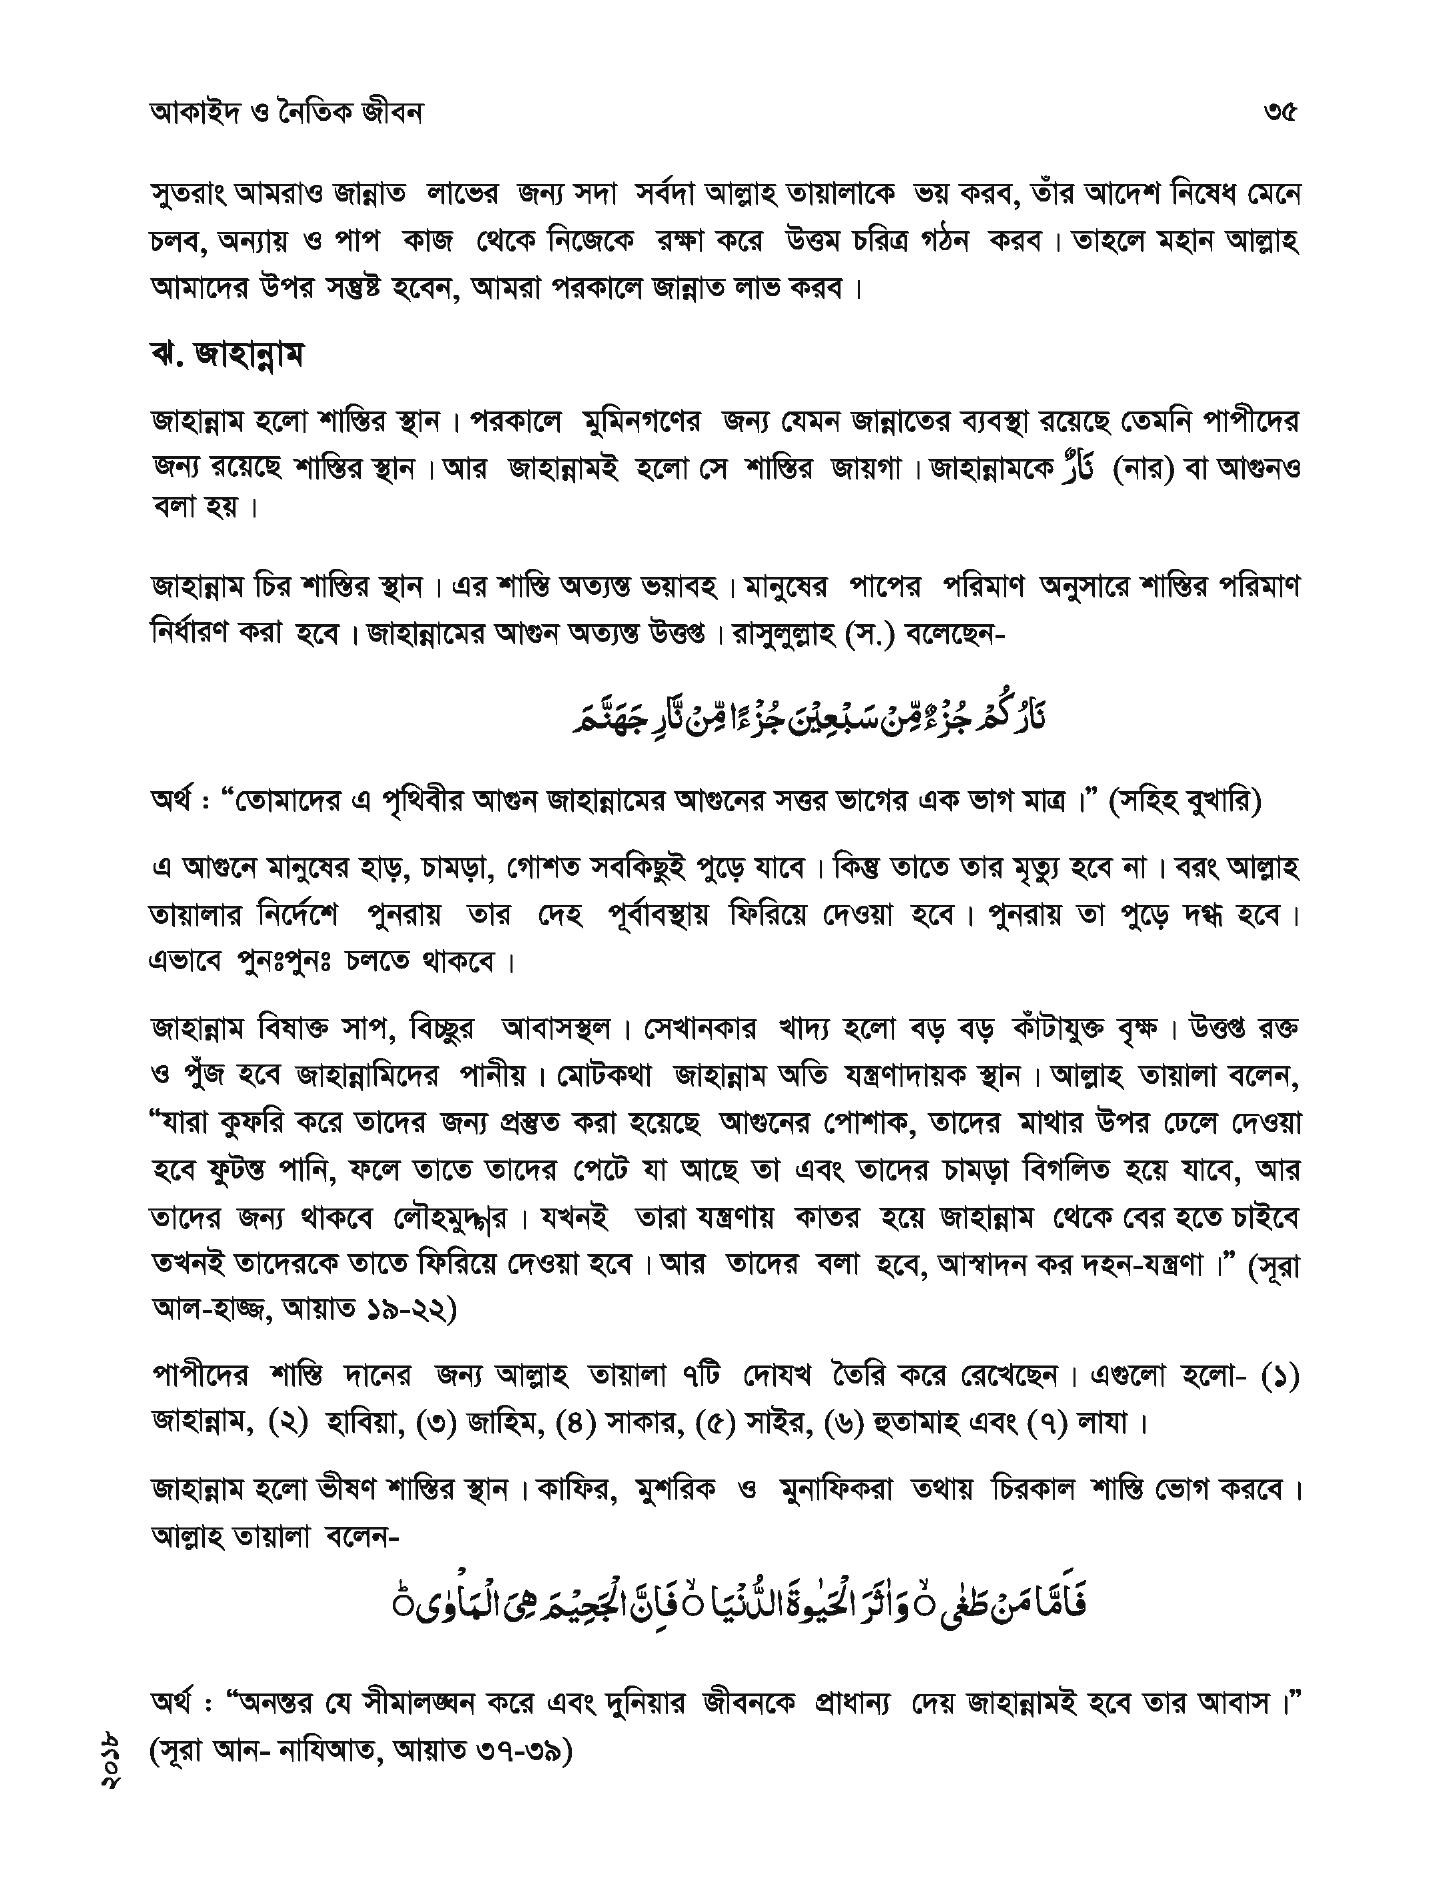 আকাইদ ও নৈতিক জীবন ৩৫
সুতরাং আমরাও জান্নাত লাভের জন্য সদা সর্বদা আল্লাহ তায়ালাকে ভয় করব, তাঁর আদেশ নিষেধ মেনে
চলব, অন্যায় ও পাপ কাজ থেকে নিজেকে রক্ষা করে উত্তম চরিত্র গঠন করব। তাহলে মহান আল্লাহ
আমাদের উপর সন্তুষ্ট হবেন, আমরা পরকালে জান্নাত লাভ করব।
ঝ. জাহান্নাম
জাহান্নাম হলো শাস্তির স্থান। পরকালে মুমিনগণের জন্য যেমন জান্নাতের ব্যবস্থা রয়েছে তেমনি পাপীদের
জন্য রয়েছে শাস্তির স্থান। আর জাহান্নামই হলো সে শাস্তির জায়গা। জাহান্নামকে نَارٌ (নার) বা আগুনও
বলা হয়।
জাহান্নাম চির শাস্তির স্থান। এর শাস্তি অত্যন্ত ভয়াবহ। মানুষের পাপের পরিমাণ অনুসারে শাস্তির পরিমাণ
নির্ধারণ করা হবে। জাহান্নামের আগুন অত্যন্ত উত্তপ্ত। রাসুলুল্লাহ (স.) বলেছেন-
نَارُكُمْ جُزْءٌ مِّنْ سَبْعِيْنَ جُزْءًا مِّنْ نَّارِ جَهَنَّمَ
অর্থ : “তোমাদের এ পৃথিবীর আগুন জাহান্নামের আগুনের সত্তর ভাগের এক ভাগ মাত্র।” (সহিহ বুখারি)
এ আগুনে মানুষের হাড়, চামড়া, গোশত সবকিছুই পুড়ে যাবে। কিন্তু তাতে তার মৃত্যু হবে না। বরং আল্লাহ
তায়ালার নির্দেশে পুনরায় তার দেহ পূর্বাবস্থায় ফিরিয়ে দেওয়া হবে। পুনরায় তা পুড়ে দগ্ধ হবে।
এভাবে পুনঃপুনঃ চলতে থাকবে।
জাহান্নাম বিষাক্ত সাপ, বিচ্ছুর আবাসস্থল। সেখানকার খাদ্য হলো বড় বড় কাঁটাযুক্ত বৃক্ষ। উত্তপ্ত রক্ত
ও পুঁজ হবে জাহান্নামিদের পানীয়। মোটকথা জাহান্নাম অতি যন্ত্রণাদায়ক স্থান। আল্লাহ তায়ালা বলেন,
“যারা কুফরি করে তাদের জন্য প্রস্তুত করা হয়েছে আগুনের পোশাক, তাদের মাথার উপর ঢেলে দেওয়া
হবে ফুটন্ত পানি, ফলে তাতে তাদের পেটে যা আছে তা এবং তাদের চামড়া বিগলিত হয়ে যাবে, আর
তাদের জন্য থাকবে লৌহমুদ্গর। যখনই তারা যন্ত্রণায় কাতর হয়ে জাহান্নাম থেকে বের হতে চাইবে
তখনই তাদেরকে তাতে ফিরিয়ে দেওয়া হবে। আর তাদের বলা হবে, আস্বাদন কর দহন-যন্ত্রণা।” (সূরা
আল-হাজ্জ, আয়াত ১৯-২২)
পাপীদের শাস্তি দানের জন্য আল্লাহ তায়ালা ৭টি দোযখ তৈরি করে রেখেছেন। এগুলো হলো- (১)
জাহান্নাম, (২) হাবিয়া, (৩) জাহিম, (৪) সাকার, (৫) সাইর, (৬) হুতামাহ এবং (৭) লাযা।
জাহান্নাম হলো ভীষণ শাস্তির স্থান। কাফির, মুশরিক ও মুনাফিকরা তথায় চিরকাল শাস্তি ভোগ করবে।
আল্লাহ তায়ালা বলেন-
فَاَمَّا مَنْ طَغٰى ۙ وَاٰثَرَ الْحَيٰوةَ الدُّنْيَا ۙ فَاِنَّ الْجَحِيْمَ هِيَ الْمَاْوٰى ؕ
অর্থ : “অনন্তর যে সীমালঙ্ঘন করে এবং দুনিয়ার জীবনকে প্রাধান্য দেয় জাহান্নামই হবে তার আবাস।”
(সূরা আন- নাযিআত, আয়াত ৩৭-৩৯)
২০১৮